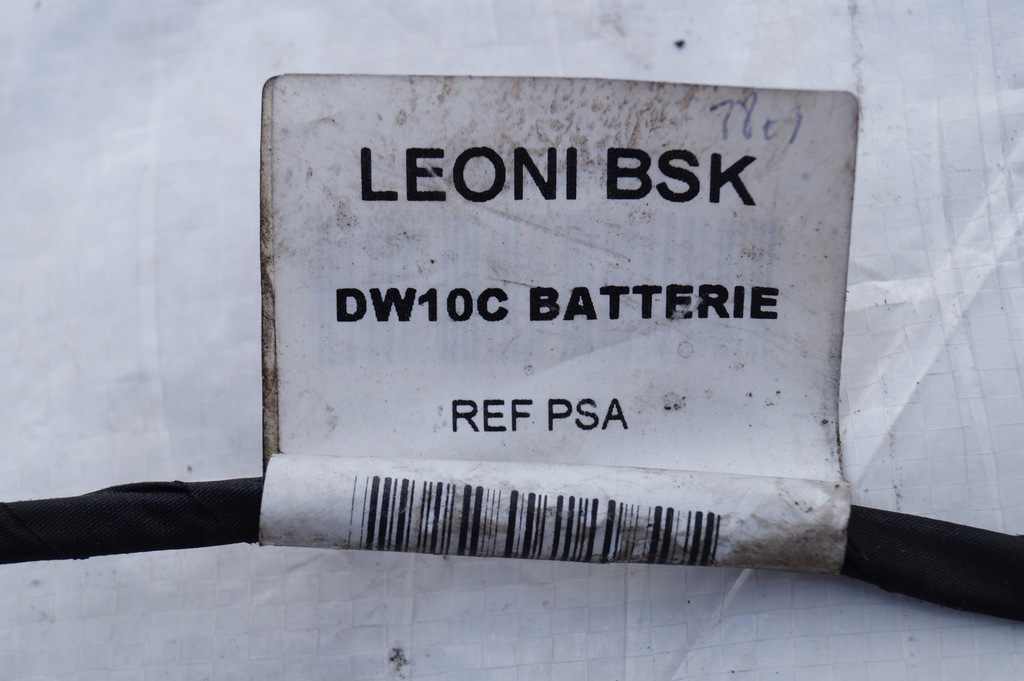 LEONI BSK
DW10C BATTERIE
REF PSA